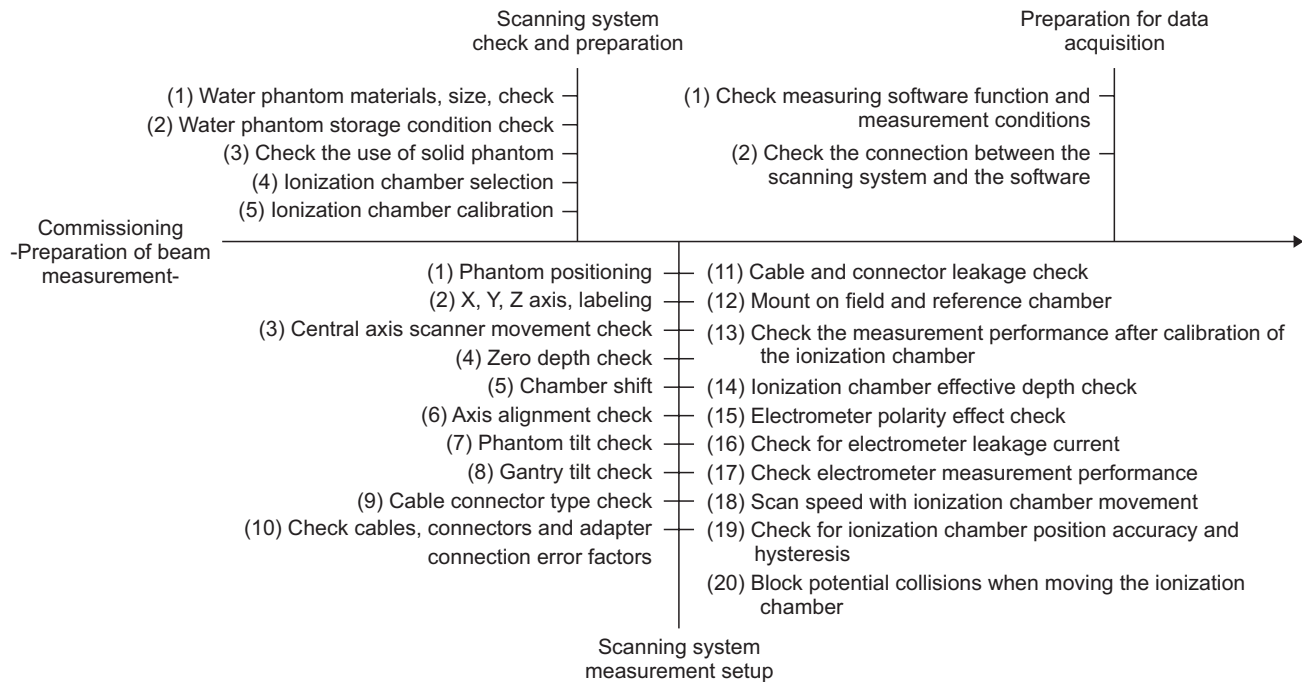 Scanning system
check and preparation
Preparation for data
acquisition
(1) Water phantom materials, size, check
(2) Water phantom storage condition check
(3) Check the use of solid phantom
(4) Ionization chamber selection
(5) Ionization chamber calibration
(1) Check measuring software function and
measurement conditions
(2) Check the connection between the
scanning system and the software
Commissioning
-Preparation of beam
measurement-
(1) Phantom positioning
(2) X, Y, Z axis, labeling
(3) Central axis scanner movement check
(4) Zero depth check
(5) Chamber shift
(6) Axis alignment check
(7) Phantom tilt check
(8) Gantry tilt check
(9) Cable connector type check
(10) Check cables, connectors and adapter
connection error factors
(11) Cable and connector leakage check
(12) Mount on field and reference chamber
(13) Check the measurement performance after calibration of
the ionization chamber
(14) Ionization chamber effective depth check
(15) Electrometer polarity effect check
(16) Check for electrometer leakage current
(17) Check electrometer measurement performance
(18) Scan speed with ionization chamber movement
(19) Check for ionization chamber position accuracy and
hysteresis
(20) Block potential collisions when moving the ionization
chamber
Scanning system
measurement setup